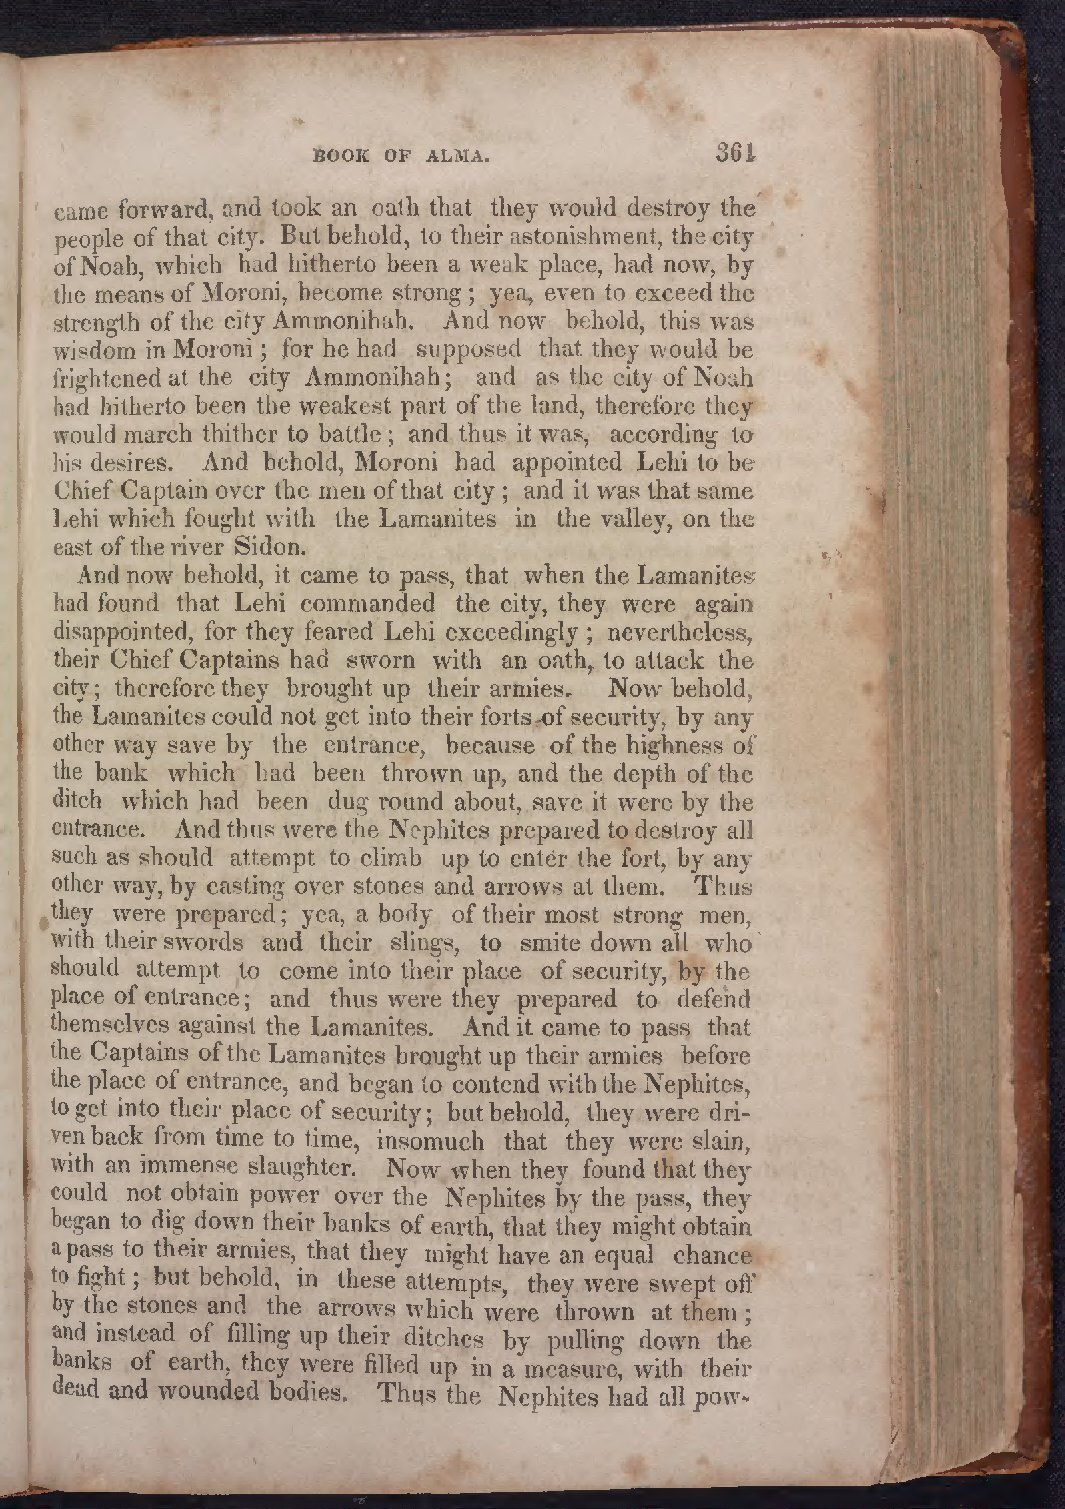 BOOK OF ALMA. 361
came forward, and took an oath that they would destroy the
people of that city. But behold, to their astonishment, the city
of Noah, which had hitherto been a weak place, had now, by
the means of Moroni, become strong; yea, even to exceed the
strength of the city Ammonihah. And now behold, this was
wisdom in Moroni; for he had supposed that they would be
frightened at the city Ammonihah; and as the city of Noah
had hitherto been the weakest part of the land, therefore they
would march thither to battle; and thus it was, according to
his desires. And behold, Moroni had appointed Lehi to be
Chief Captain over the men of that city; and it was that same
Lehi which fought with the Lamanites in the valley, on the
east of the river Sidon.
And now behold, it came to pass, that when the Lamanites
had found that Lehi commanded the city, they were again
disappointed, for they feared Lehi exceedingly; nevertheless,
their Chief Captains had sworn with an oath, to attack the
city; therefore they brought up their armies. Now behold,
the Lamanites could not get into their forts of security, by any
other way save by the entrance, because of the highness of
the bank which had been thrown up, and the depth of the
ditch which had been dug round about, save it were by the
entrance. And thus were the Nephites prepared to destroy all
such as should attempt to climb up to enter the fort, by any
other way, by casting over stones and arrows at them. Thus
they were prepared; yea, a body of their most strong men,
with their swords and their slings, to smite down all who
should attempt to come into their place of security, by the
place of entrance; and thus were they prepared to defend
themselves against the Lamanites. And it came to pass that
the Captains of the Lamanites brought up their armies before
the place of entrance, and began to contend with the Nephites,
to get into their place of security; but behold, they were dri-
ven back from time to time, insomuch that they were slain,
with an immense slaughter. Now when they found that they
could not obtain power over the Nephites by the pass, they
began to dig down their banks of earth, that they might obtain
a pass to their armies, that they might have an equal chance
to fight; but behold, in these attempts, they were swept off
by the stones and the arrows which were thrown at them;
and instead of filling up their ditches by pulling down the
banks of earth, they were filled up in a measure, with their
dead and wounded bodies. Thus the Nephites had all pow-